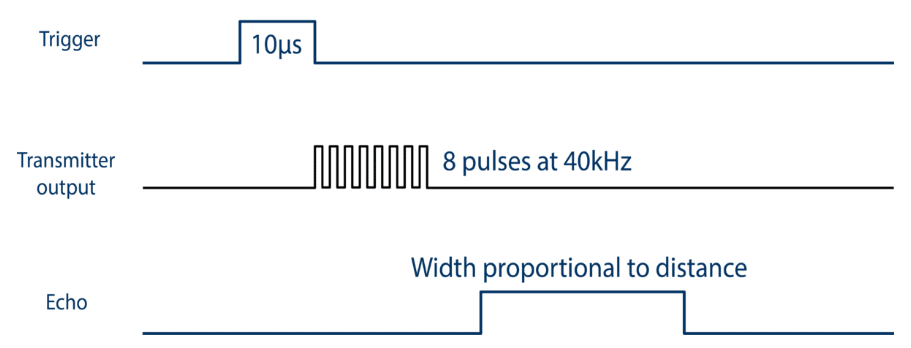 Trigger
10µs
Transmitter
output
8 pulses at 40kHz
Width proportional to distance
Echo